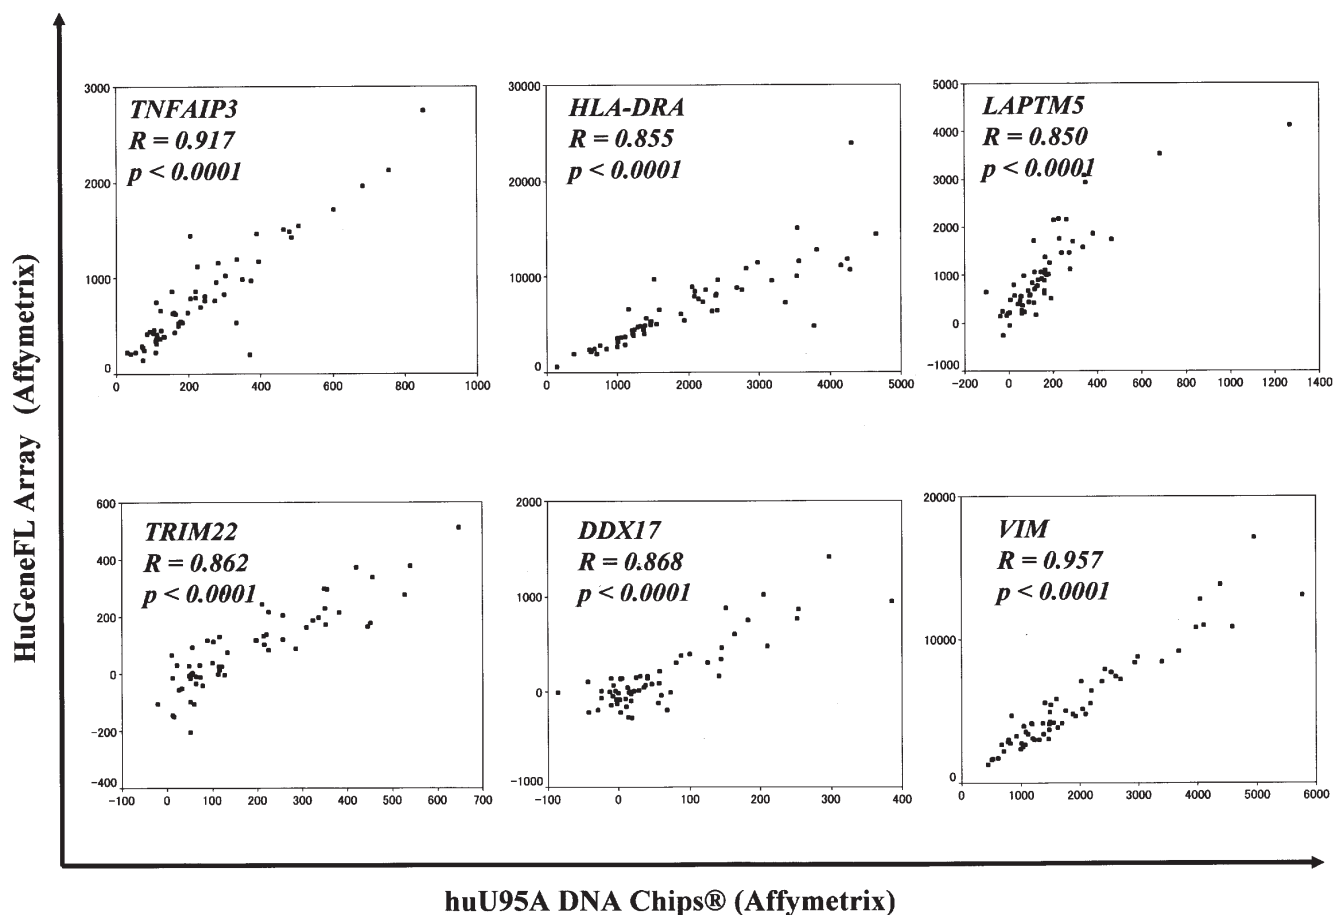 HuGeneFL Array (Affymetrix)
TNFAIP3
R = 0.917
p < 0.0001
3000
2000
1000
0
0 200 400 600 800 1000
HLA-DRA
R = 0.855
p < 0.0001
30000
20000
10000
0
0 1000 2000 3000 4000 5000
LAPTM5
R = 0.850
p < 0.0001
5000
4000
3000
2000
1000
0
-1000
-200 0 200 400 600 800 1000 1200 1400
TRIM22
R = 0.862
p < 0.0001
600
400
200
0
-200
-400
-100 0 100 200 300 400 500 600 700
DDX17
R = 0.868
p < 0.0001
2000
1000
0
-1000
-100 0 100 200 300 400
VIM
R = 0.957
p < 0.0001
20000
10000
0
0 1000 2000 3000 4000 5000 6000
huU95A DNA Chips® (Affymetrix)